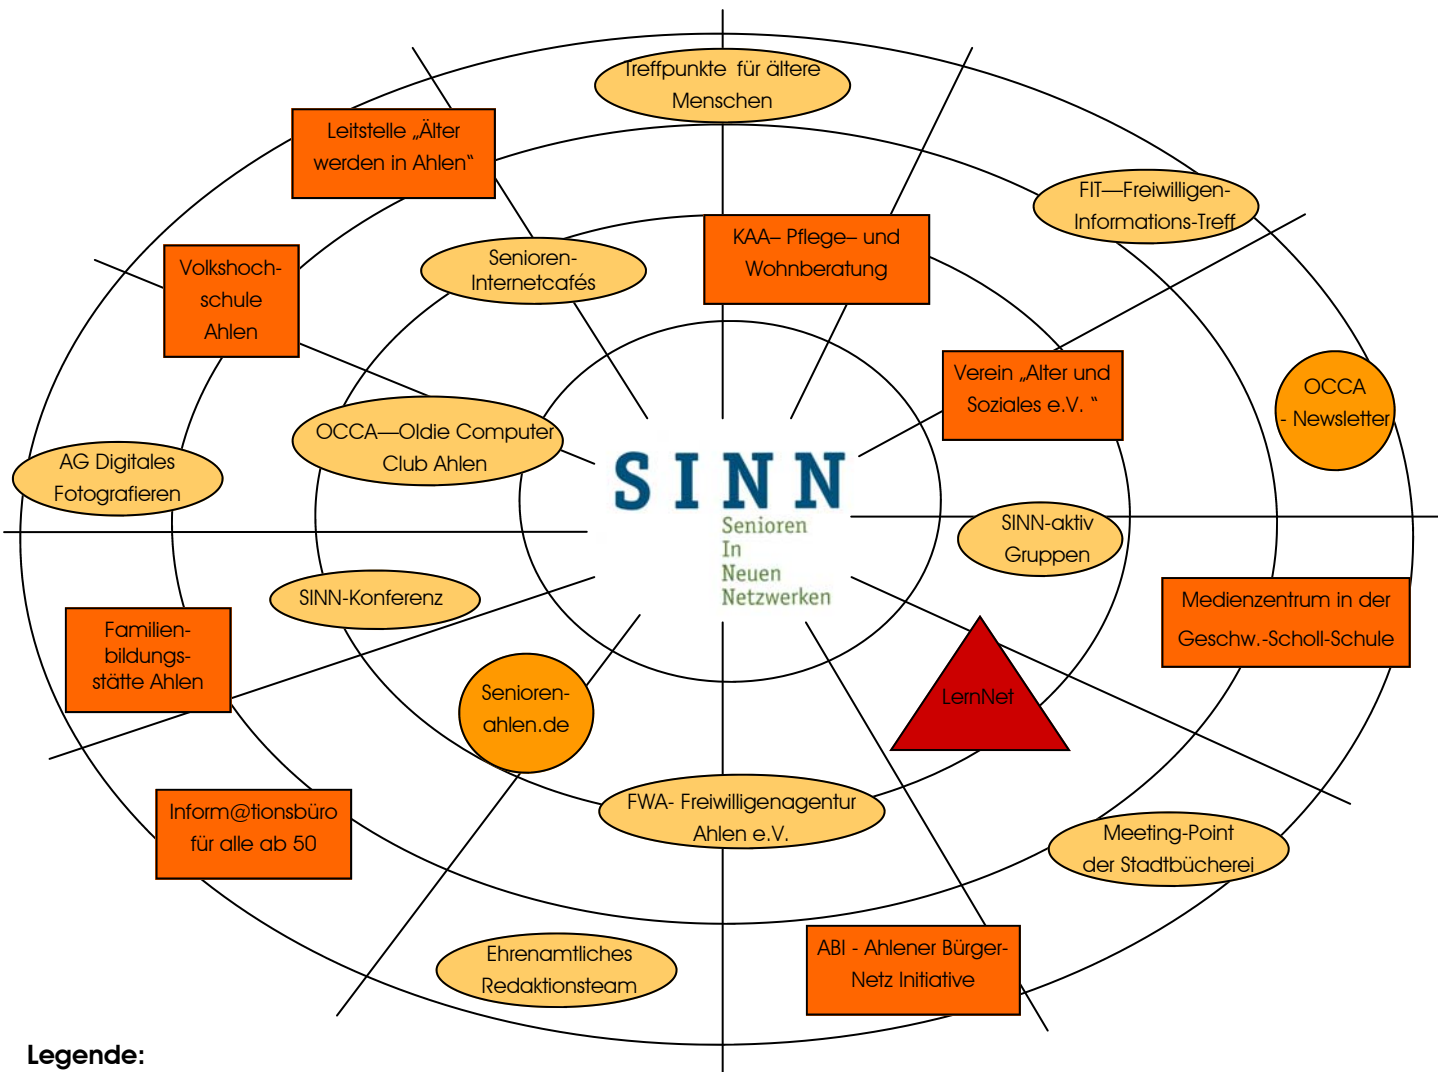 Treffpunkte für ältere
Menschen
Leitstelle „Älter
werden in Ahlen“
FIT—Freiwilligen-
Informations-Treff
KAA– Pflege– und
Wohnberatung
Senioren-
Internetcafés
Volkshoch-
schule
Ahlen
Verein „Alter und
Soziales e.V. “
OCCA
- Newsletter
OCCA—Oldie Computer
Club Ahlen
AG Digitales
Fotografieren
SINN
Senioren
In
Neuen
Netzwerken
SINN-aktiv
Gruppen
SINN-Konferenz
Medienzentrum in der
Geschw.-Scholl-Schule
Familien-
bildungs-
stätte Ahlen
Senioren-
ahlen.de
LernNet
Inform@tionsbüro
für alle ab 50
FWA- Freiwilligenagentur
Ahlen e.V.
Meeting-Point
der Stadtbücherei
Ehrenamtliches
Redaktionsteam
ABI - Ahlener Bürger-
Netz Initiative
Legende: